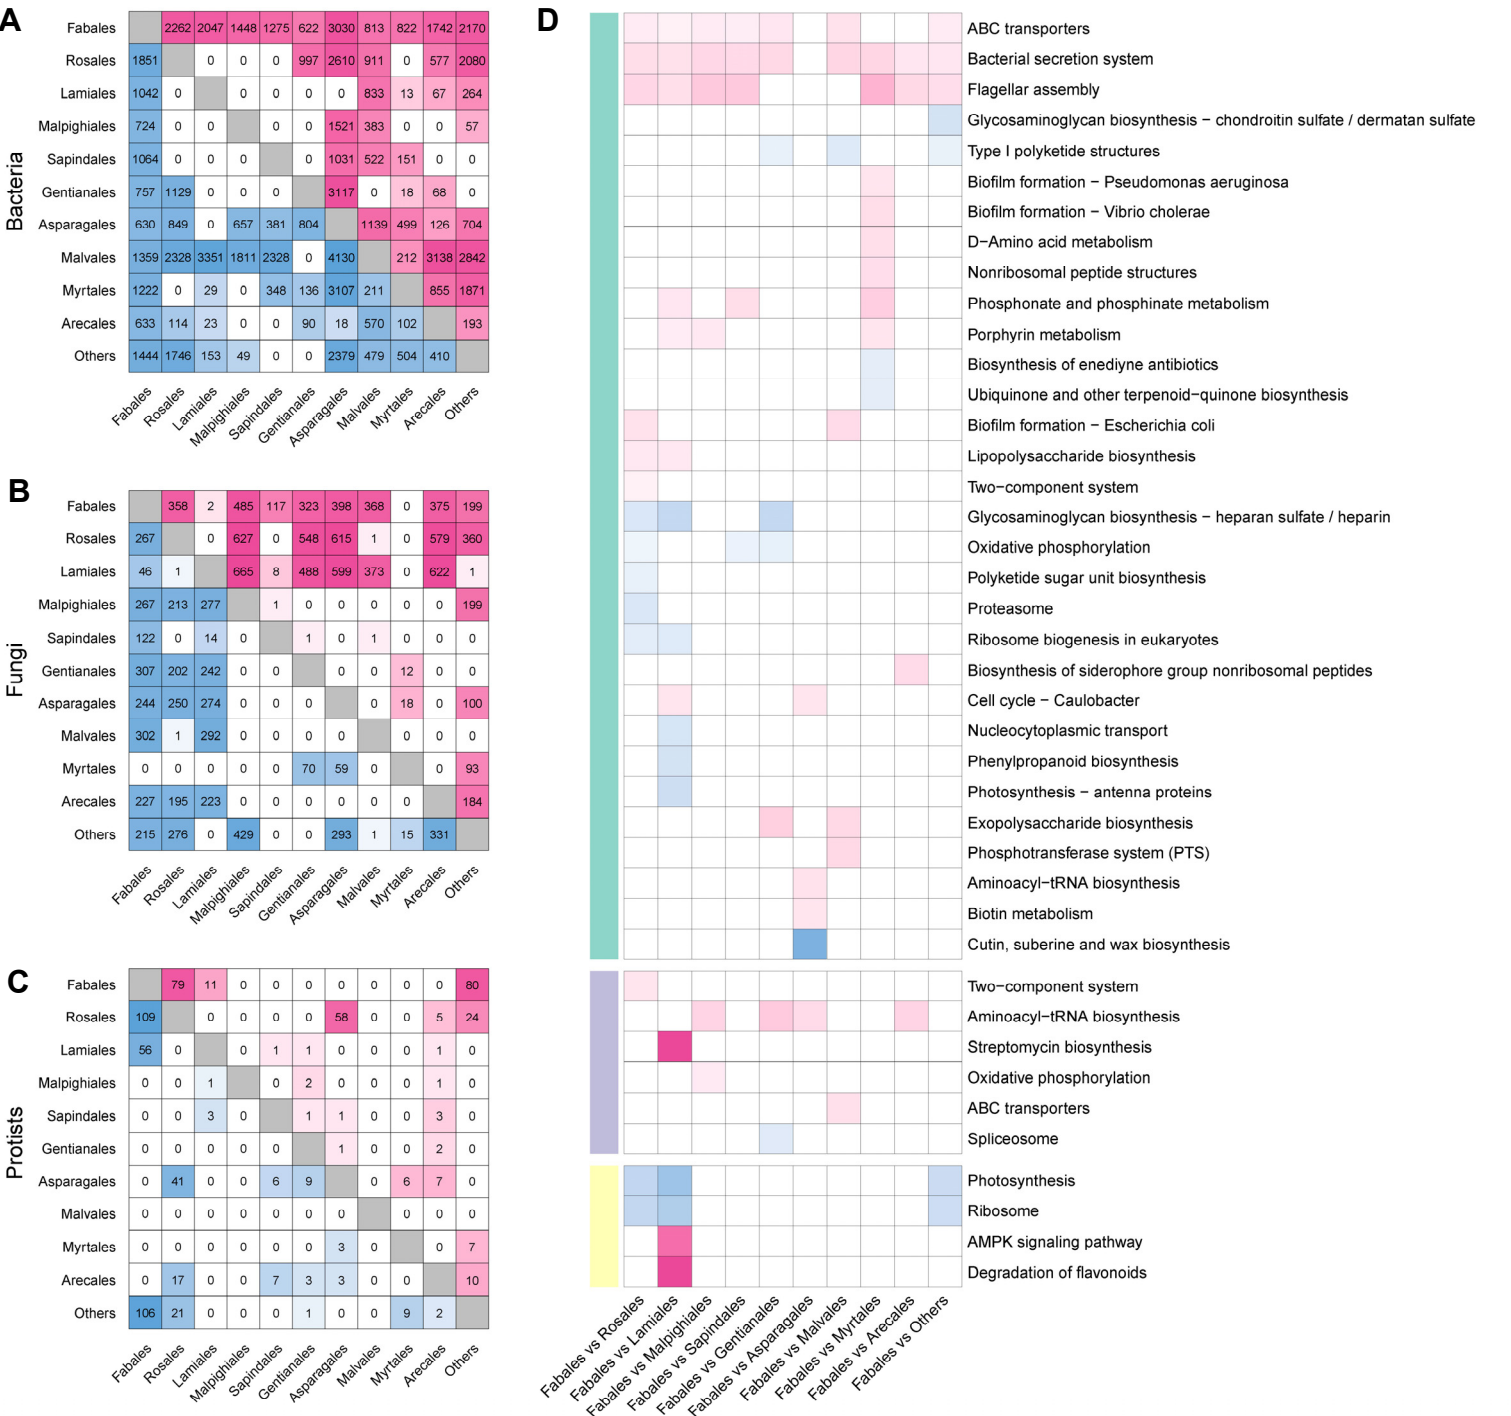 A
Bacteria
Fabales 2262 2047 1448 1275 622 3030 813 822 1742 2170
Rosales 1851 0 0 0 997 2610 911 0 577 2080
Lamiales 1042 0 0 0 0 0 833 13 67 264
Malpighiales 724 0 0 0 0 1521 383 0 0 57
Sapindales 1064 0 0 0 0 1031 522 151 0 0
Gentianales 757 1129 0 0 0 3117 0 18 68 0
Asparagales 630 849 0 657 381 804 1139 499 126 704
Malvales 1359 2328 3351 1811 2328 0 4130 212 3138 2842
Myrtales 1222 0 29 0 348 136 3107 211 855 1871
Arecales 633 114 23 0 0 90 18 570 102 193
Others 1444 1746 153 49 0 0 2379 479 504 410
Fabales Rosales Lamiales Malpighiales Sapindales Gentianales Asparagales Malvales Myrtales Arecales Others
B
Fungi
Fabales 358 2 485 117 323 398 368 0 375 199
Rosales 267 0 627 0 548 615 1 0 579 360
Lamiales 46 1 665 8 488 599 373 0 622 1
Malpighiales 267 213 277 1 0 0 0 0 0 199
Sapindales 122 0 14 0 1 0 1 0 0 0
Gentianales 307 202 242 0 0 0 0 12 0 0
Asparagales 244 250 274 0 0 0 0 18 0 100
Malvales 302 1 292 0 0 0 0 0 0 0
Myrtales 0 0 0 0 0 70 59 0 0 93
Arecales 227 195 223 0 0 0 0 0 0 184
Others 215 276 0 429 0 0 293 1 15 331
Fabales Rosales Lamiales Malpighiales Sapindales Gentianales Asparagales Malvales Myrtales Arecales Others
C
Protists
Fabales 79 11 0 0 0 0 0 0 0 80
Rosales 109 0 0 0 0 58 0 0 5 24
Lamiales 56 0 0 1 1 0 0 0 1 0
Malpighiales 0 0 1 0 2 0 0 0 1 0
Sapindales 0 0 3 0 1 1 0 0 3 0
Gentianales 0 0 0 0 0 1 0 0 2 0
Asparagales 0 41 0 0 6 9 0 6 7 0
Malvales 0 0 0 0 0 0 0 0 0 0
Myrtales 0 0 0 0 0 0 3 0 0 7
Arecales 0 17 0 0 7 3 3 0 0 10
Others 106 21 0 0 0 1 0 0 9 2
Fabales Rosales Lamiales Malpighiales Sapindales Gentianales Asparagales Malvales Myrtales Arecales Others
D
ABC transporters
Bacterial secretion system
Flagellar assembly
Glycosaminoglycan biosynthesis − chondroitin sulfate / dermatan sulfate
Type I polyketide structures
Biofilm formation − Pseudomonas aeruginosa
Biofilm formation − Vibrio cholerae
D−Amino acid metabolism
Nonribosomal peptide structures
Phosphonate and phosphinate metabolism
Porphyrin metabolism
Biosynthesis of enediyne antibiotics
Ubiquinone and other terpenoid−quinone biosynthesis
Biofilm formation − Escherichia coli
Lipopolysaccharide biosynthesis
Two−component system
Glycosaminoglycan biosynthesis − heparan sulfate / heparin
Oxidative phosphorylation
Polyketide sugar unit biosynthesis
Proteasome
Ribosome biogenesis in eukaryotes
Biosynthesis of siderophore group nonribosomal peptides
Cell cycle − Caulobacter
Nucleocytoplasmic transport
Phenylpropanoid biosynthesis
Photosynthesis − antenna proteins
Exopolysaccharide biosynthesis
Phosphotransferase system (PTS)
Aminoacyl−tRNA biosynthesis
Biotin metabolism
Cutin, suberine and wax biosynthesis
Two−component system
Aminoacyl−tRNA biosynthesis
Streptomycin biosynthesis
Oxidative phosphorylation
ABC transporters
Spliceosome
Photosynthesis
Ribosome
AMPK signaling pathway
Degradation of flavonoids
Fabales vs Rosales
Fabales vs Lamiales
Fabales vs Malpighiales
Fabales vs Sapindales
Fabales vs Gentianales
Fabales vs Asparagales
Fabales vs Malvales
Fabales vs Myrtales
Fabales vs Arecales
Fabales vs Others